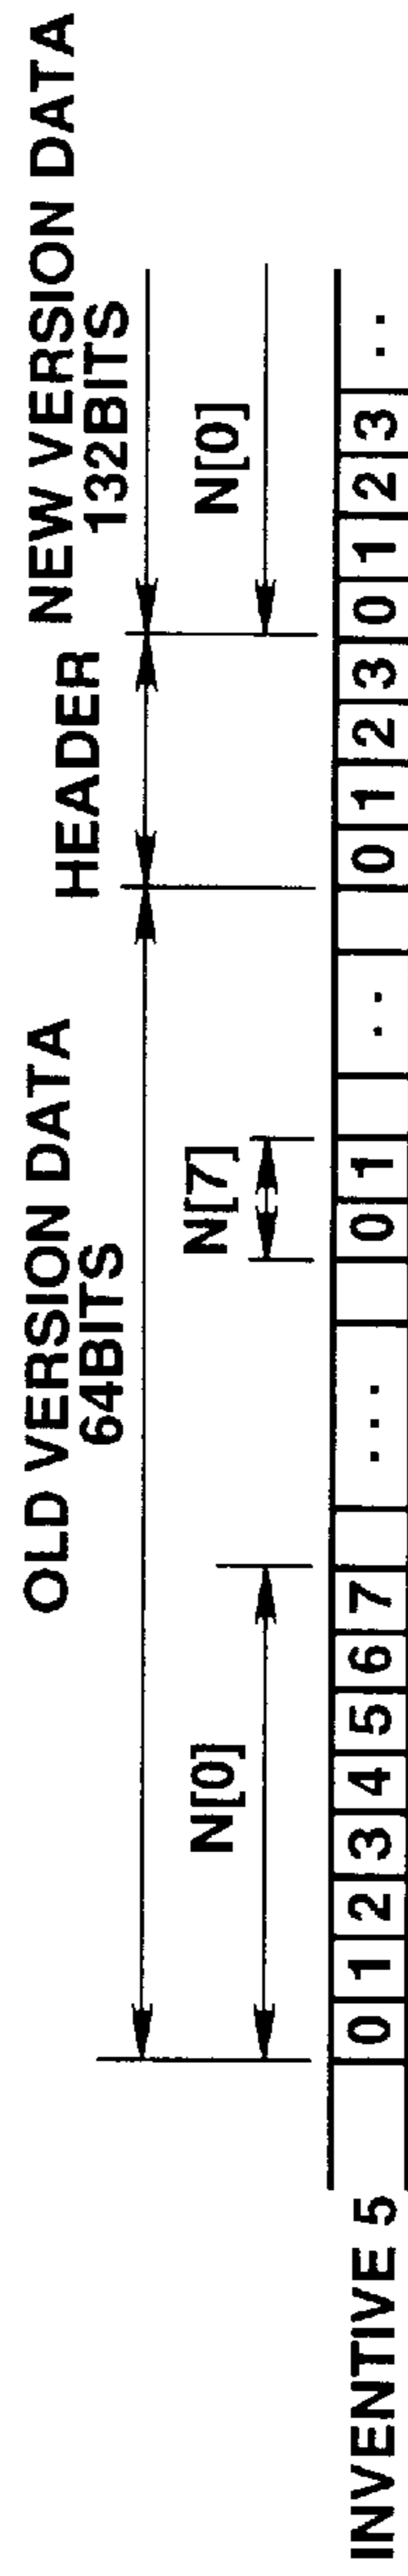 OLD VERSION DATA
64BITS
HEADER
NEW VERSION DATA
132BITS
N[0]
N[7]
N[0]
INVENTIVE 5
0 1 2 3 4 5 6 7 ... 0 1 .. 0 1 2 3 0 1 2 3 ..